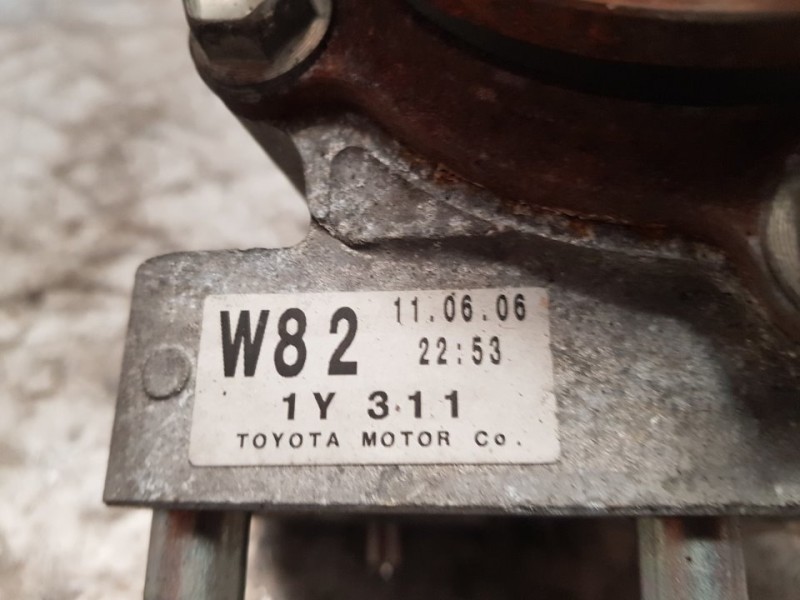 W82 11.06.06
22:53
1Y 311
TOYOTA MOTOR Co.